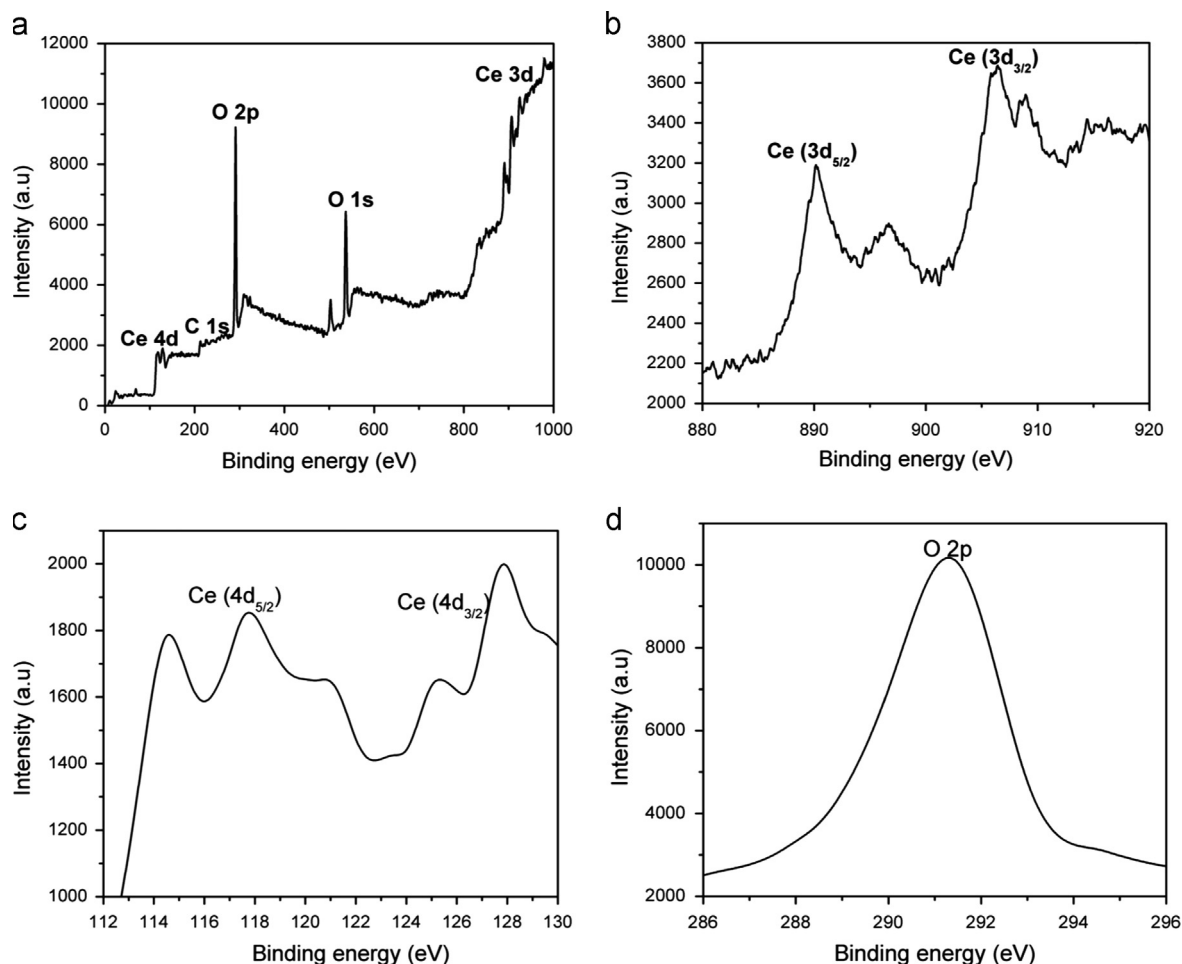 a
12000
10000
8000
6000
4000
2000
0
Intensity (a.u)
O 2p
Ce 3d
O 1s
Ce 4d
C 1s
0 200 400 600 800 1000
Binding energy (eV)
b
3800
3600
3400
3200
3000
2800
2600
2400
2200
2000
Intensity (a.u)
Ce (3d3/2)
Ce (3d5/2)
880 890 900 910 920
Binding energy (eV)
c
2000
1800
1600
1400
1200
1000
Intensity (a.u)
Ce (4d5/2)
Ce (4d3/2)
112 114 116 118 120 122 124 126 128 130
Binding energy (eV)
d
10000
8000
6000
4000
2000
Intensity (a.u)
O 2p
286 288 290 292 294 296
Binding energy (eV)